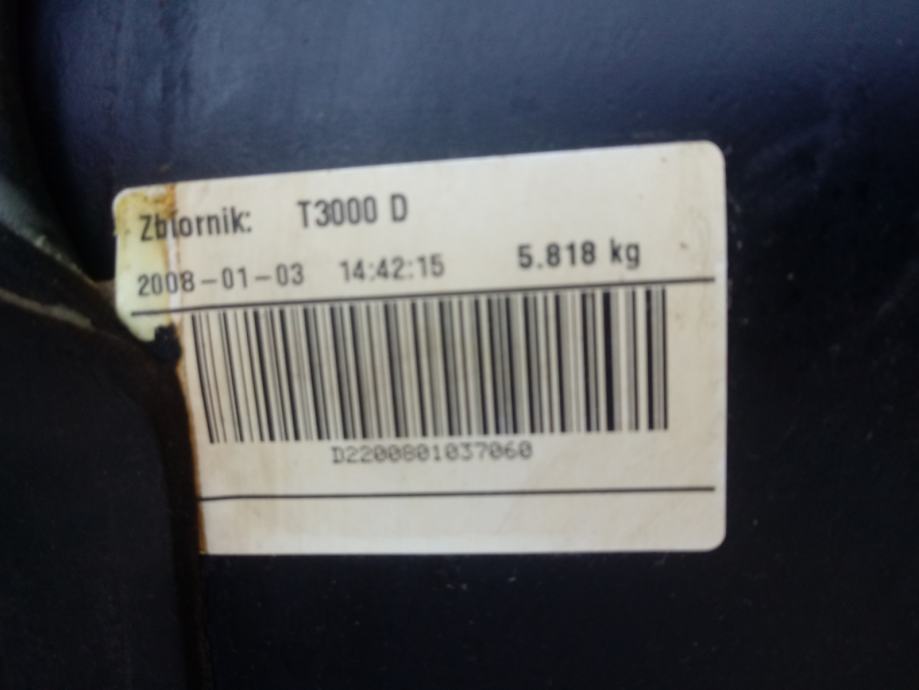 Zbiornik: T3000 D
2008-01-03 14:42:15 5.818 kg
D2200801037060